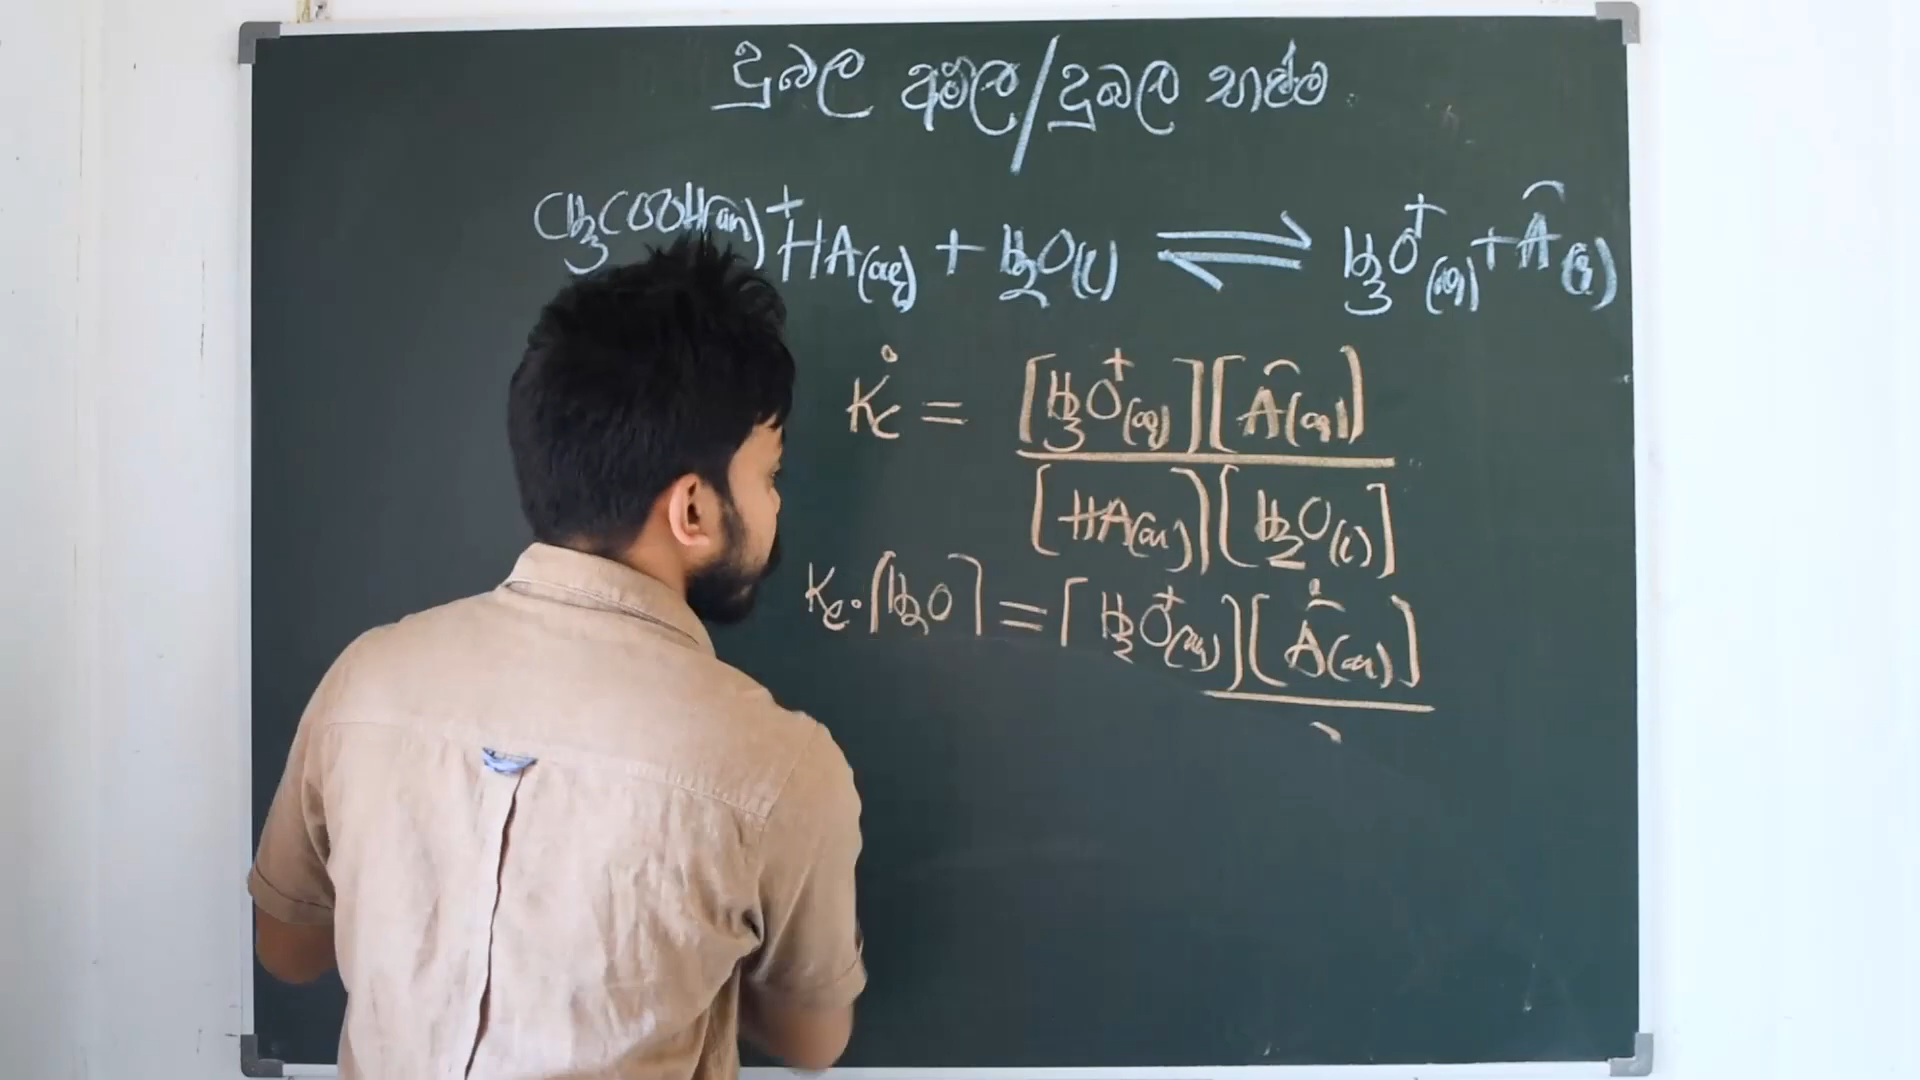 දුබල අම්ල/දුබල භෂ්ම
CH₃COOH(aq) + HA(aq) + H₂O(l) ⇌ H₃O⁺(aq) + A⁻(aq)
Kc = [H₃O⁺(aq)][A⁻(aq)]
[HA(aq)][H₂O(l)]
Kc·[H₂O] = [H₃O⁺(aq)][A⁻(aq)]